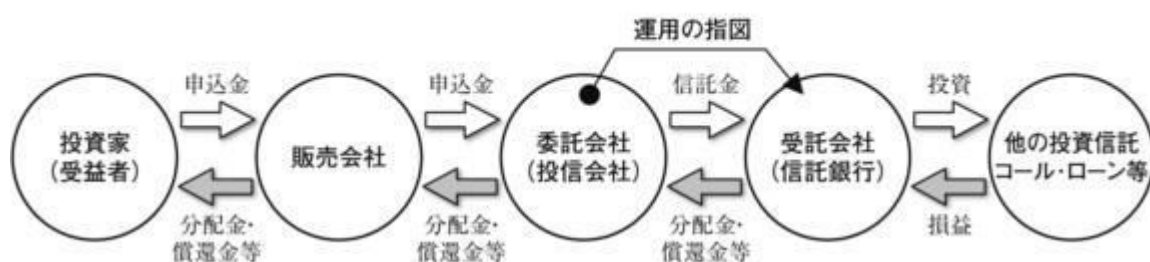 運用の指図
申込金
申込金
信託金
投資
投資家
(受益者)
販売会社
委託会社
(投信会社)
受託会社
(信託銀行)
他の投資信託
コール・ローン等
分配金・
償還金等
分配金・
償還金等
分配金・
償還金等
損益